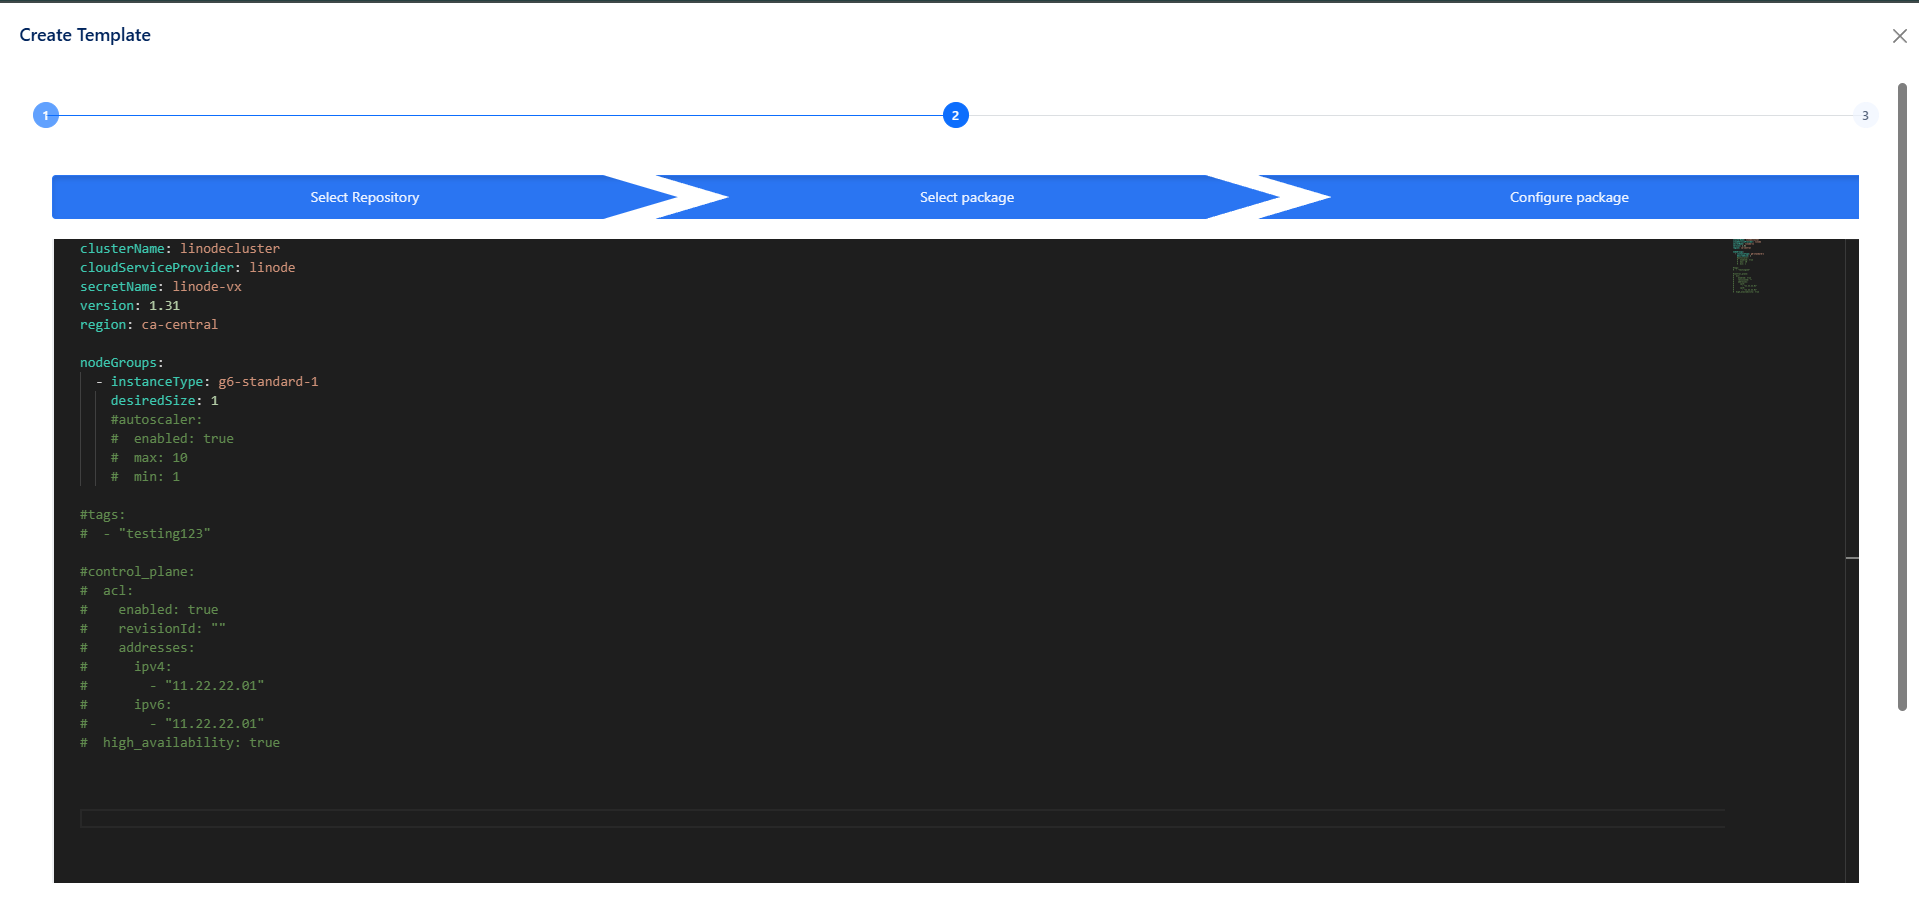 Create Template
1
2
3
Select Repository
Select package
Configure package
clusterName: linodecluster
cloudServiceProvider: linode
secretName: linode-vx
version: 1.31
region: ca-central
nodeGroups:
  - instanceType: g6-standard-1
    desiredSize: 1
    #autoscaler:
    #  enabled: true
    #  max: 10
    #  min: 1
#tags:
#  - "testing123"
#control_plane:
#  acl:
#    enabled: true
#    revisionId: ""
#    addresses:
#      ipv4:
#        - "11.22.22.01"
#      ipv6:
#        - "11.22.22.01"
#  high_availability: true